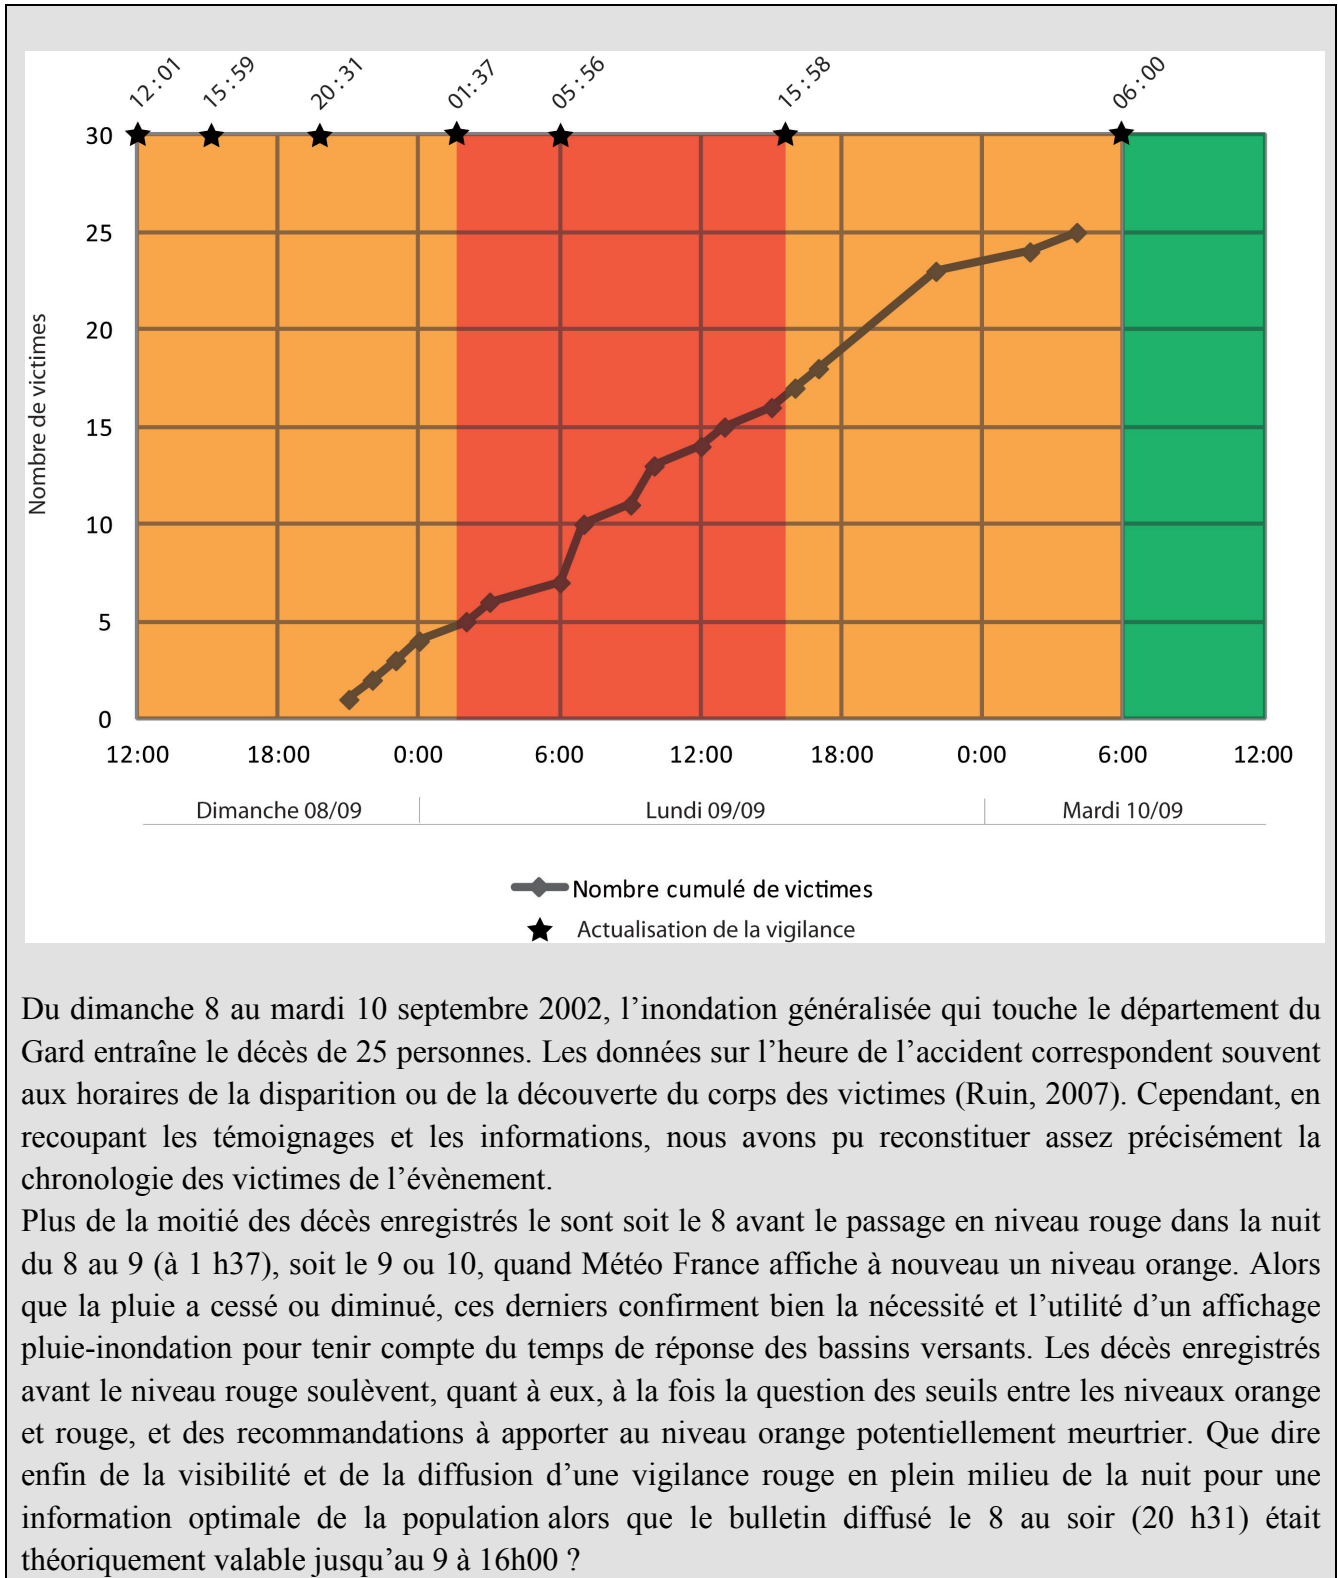 12:01 15:59 20:31 01:37 05:56 15:58 06:00
30
25
20
15
10
5
0
Nombre de victimes
12:00 18:00 0:00 6:00 12:00 18:00 0:00 6:00 12:00
Dimanche 08/09 Lundi 09/09 Mardi 10/09
Nombre cumulé de victimes
Actualisation de la vigilance
Du dimanche 8 au mardi 10 septembre 2002, l’inondation généralisée qui touche le département du
Gard entraîne le décès de 25 personnes. Les données sur l’heure de l’accident correspondent souvent
aux horaires de la disparition ou de la découverte du corps des victimes (Ruin, 2007). Cependant, en
recoupant les témoignages et les informations, nous avons pu reconstituer assez précisément la
chronologie des victimes de l’évènement.
Plus de la moitié des décès enregistrés le sont soit le 8 avant le passage en niveau rouge dans la nuit
du 8 au 9 (à 1 h37), soit le 9 ou 10, quand Météo France affiche à nouveau un niveau orange. Alors
que la pluie a cessé ou diminué, ces derniers confirment bien la nécessité et l’utilité d’un affichage
pluie-inondation pour tenir compte du temps de réponse des bassins versants. Les décès enregistrés
avant le niveau rouge soulèvent, quant à eux, à la fois la question des seuils entre les niveaux orange
et rouge, et des recommandations à apporter au niveau orange potentiellement meurtrier. Que dire
enfin de la visibilité et de la diffusion d’une vigilance rouge en plein milieu de la nuit pour une
information optimale de la population alors que le bulletin diffusé le 8 au soir (20 h31) était
théoriquement valable jusqu’au 9 à 16h00 ?